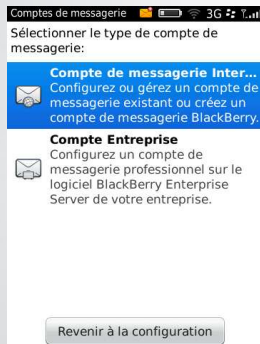 Comptes de messagerie 3G
Sélectionner le type de compte de
messagerie:
Compte de messagerie Inter...
Configurez ou gérez un compte de
messagerie existant ou créez un
compte de messagerie BlackBerry.
Compte Entreprise
Configurez un compte de
messagerie professionnel sur le
logiciel BlackBerry Enterprise
Server de votre entreprise.
Revenir à la configuration